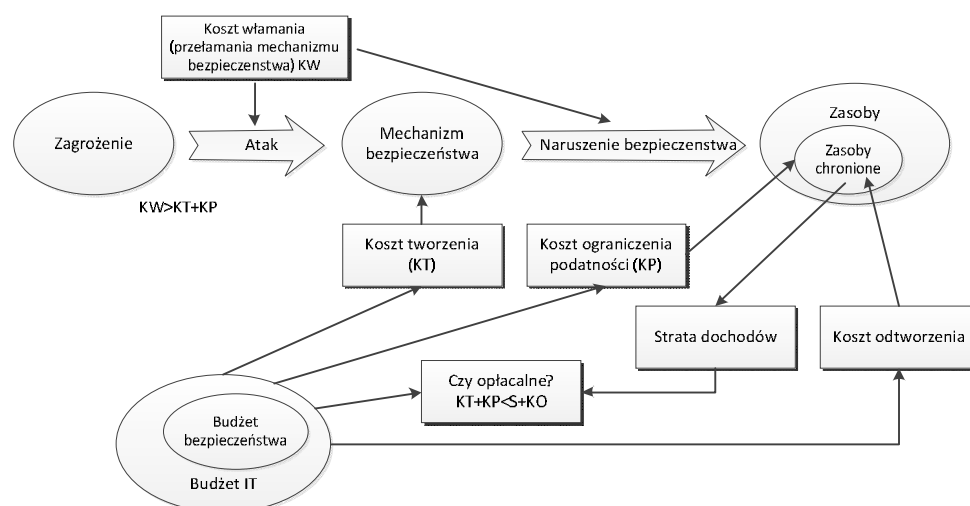 Koszt włamania
(przełamania mechanizmu
bezpieczenstwa) KW
Zagrożenie
Atak
Mechanizm
bezpieczeństwa
Naruszenie bezpieczenstwa
Zasoby
Zasoby
chronione
KW>KT+KP
Koszt tworzenia
(KT)
Koszt ograniczenia
podatności (KP)
Strata dochodów
Koszt odtworzenia
Czy opłacalne?
KT+KP<S+KO
Budżet
bezpieczeństwa
Budżet IT